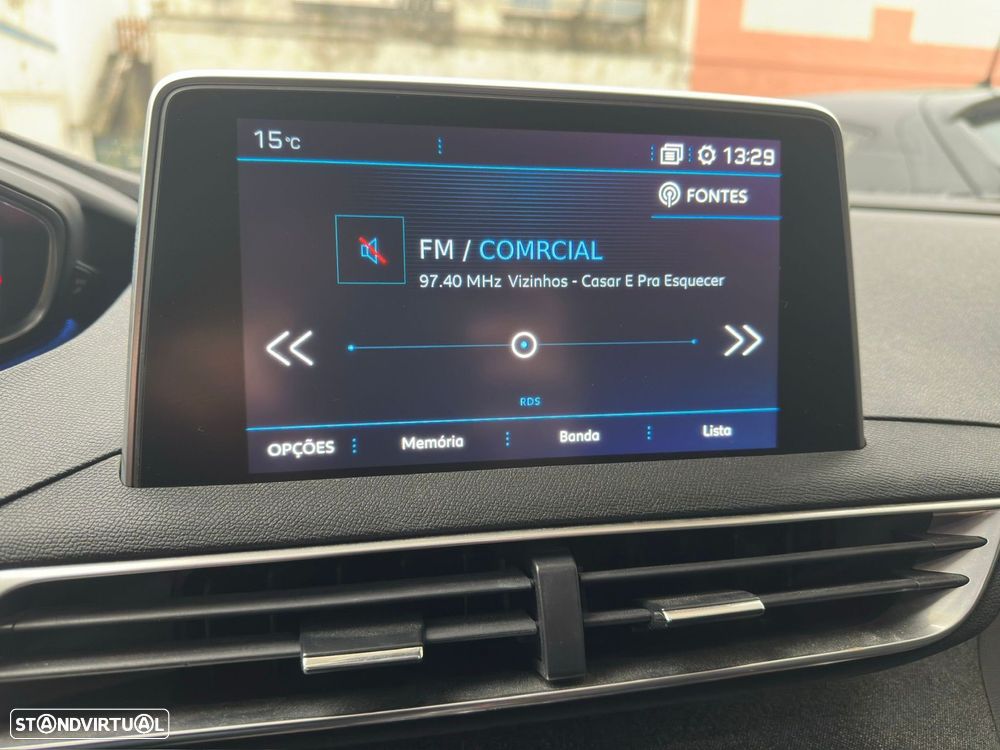 15°C 13:29
FONTES
FM / COMRCIAL
97.40 MHz Vizinhos - Casar E Pra Esquecer
RDS
OPÇÕES Memória Banda Lista
STANDVIRTUAL